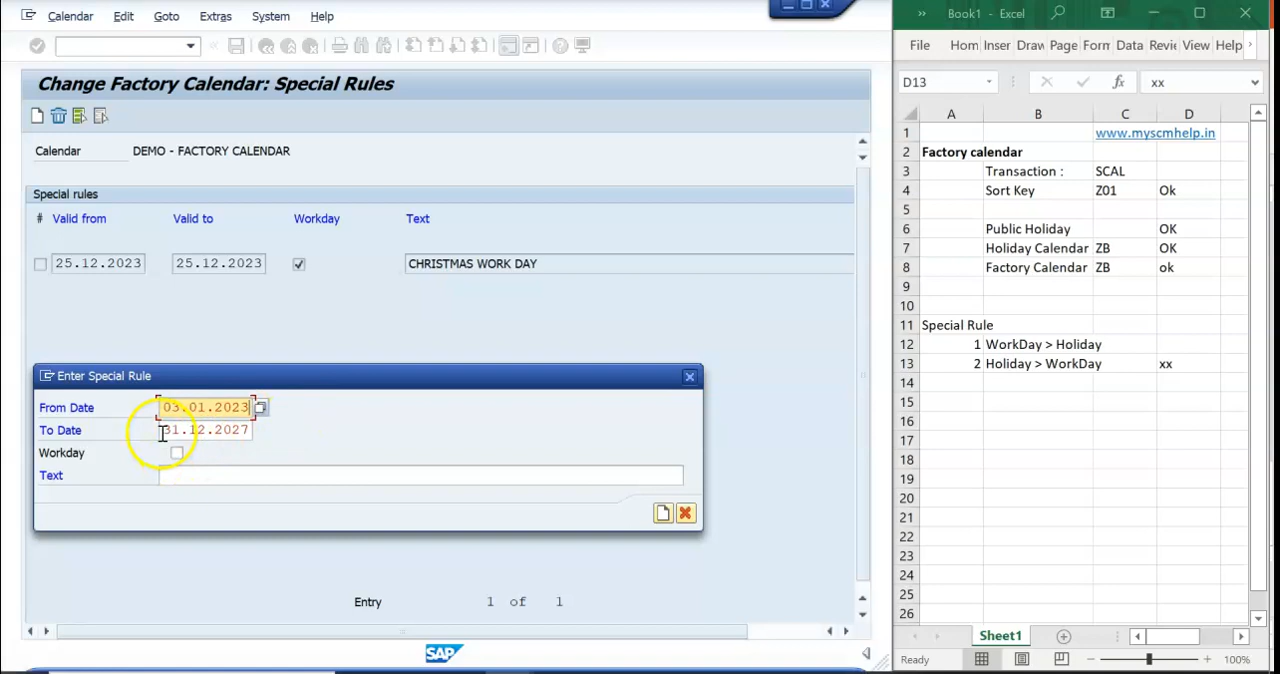 Calendar Edit Goto Extras System Help
Change Factory Calendar: Special Rules
Calendar DEMO - FACTORY CALENDAR
Special rules
# Valid from Valid to Workday Text
25.12.2023 25.12.2023 CHRISTMAS WORK DAY
Enter Special Rule
From Date 03.01.2023
To Date 31.12.2027
Workday
Text
Entry 1 of 1
SAP
» Book1 - Excel
File Hom Inser Draw Page Form Data Revie View Help
D13 fx xx
A B C D
1 www.myscmhelp.in
2 Factory calendar
3 Transaction : SCAL
4 Sort Key Z01 Ok
5
6 Public Holiday OK
7 Holiday Calendar ZB OK
8 Factory Calendar ZB ok
9
10
11 Special Rule
12 1 WorkDay > Holiday
13 2 Holiday > WorkDay xx
14
15
16
17
18
19
20
21
22
23
24
25
26
Sheet1
Ready 100%